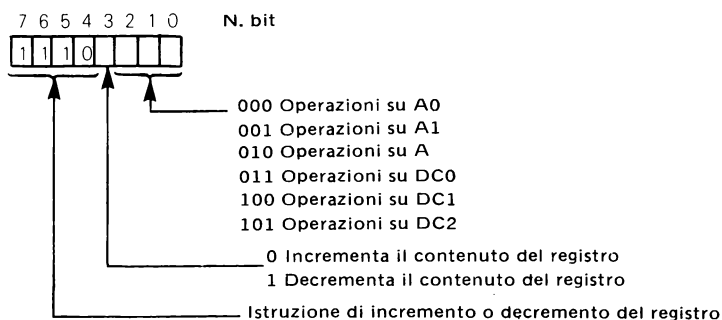 7 6 5 4 3 2 1 0 N. bit
1 1 1 0
000 Operazioni su A0
001 Operazioni su A1
010 Operazioni su A
011 Operazioni su DC0
100 Operazioni su DC1
101 Operazioni su DC2
0 Incrementa il contenuto del registro
1 Decrementa il contenuto del registro
Istruzione di incremento o decremento del registro